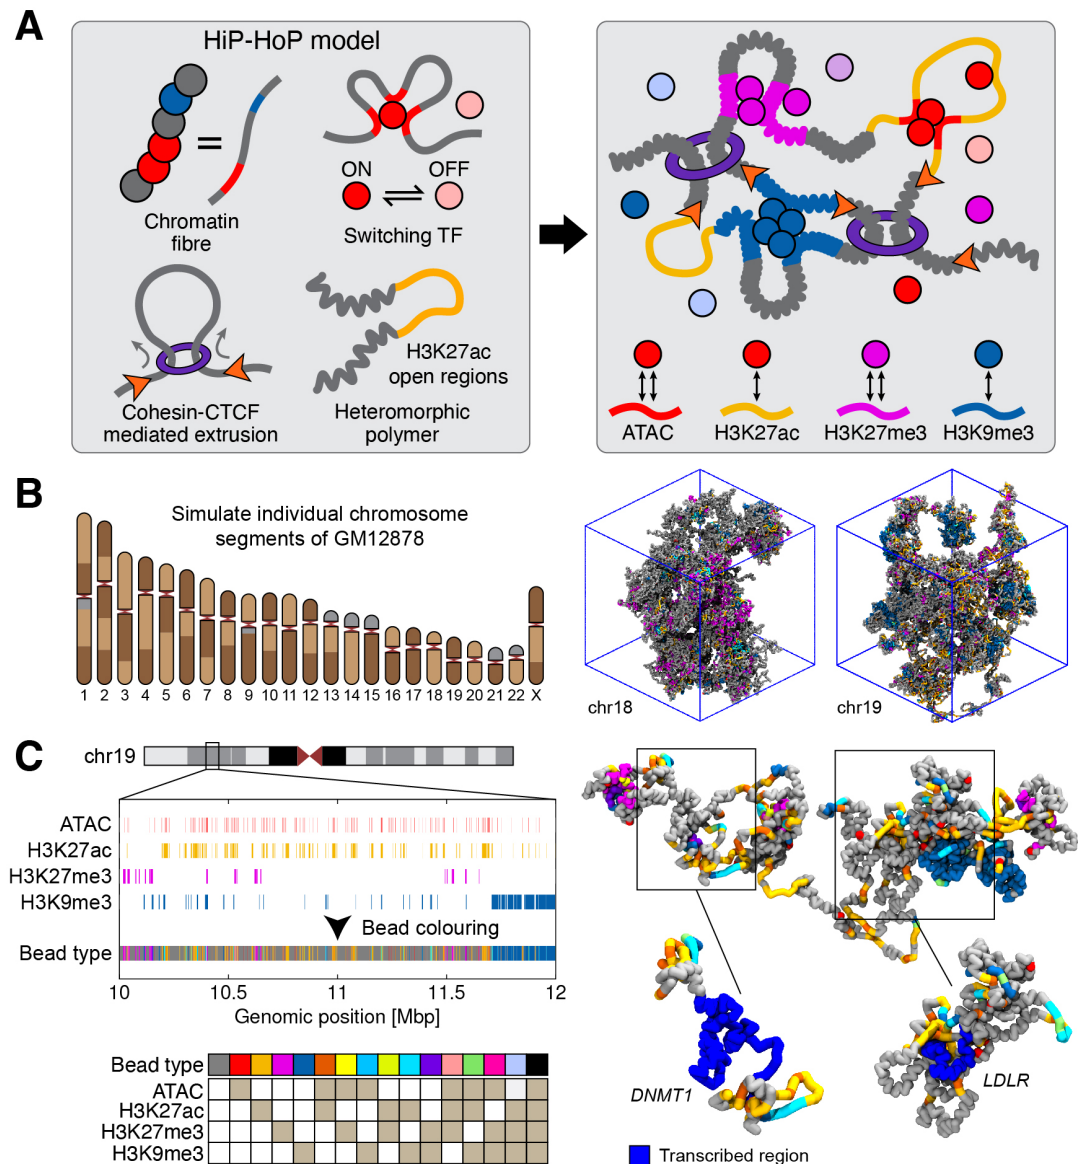 A
HiP-HoP model
Chromatin
fibre
=
ON
OFF
Switching TF
Cohesin-CTCF
mediated extrusion
H3K27ac
open regions
Heteromorphic
polymer
ATAC
H3K27ac
H3K27me3
H3K9me3
B
Simulate individual chromosome
segments of GM12878
1 2 3 4 5 6 7 8 9 10 11 12 13 14 15 16 17 18 19 20 21 22 X
chr18
chr19
C
chr19
ATAC
H3K27ac
H3K27me3
H3K9me3
Bead colouring
Bead type
10 10.5 11 11.5 12
Genomic position [Mbp]
Bead type
ATAC
H3K27ac
H3K27me3
H3K9me3
DNMT1
LDLR
Transcribed region